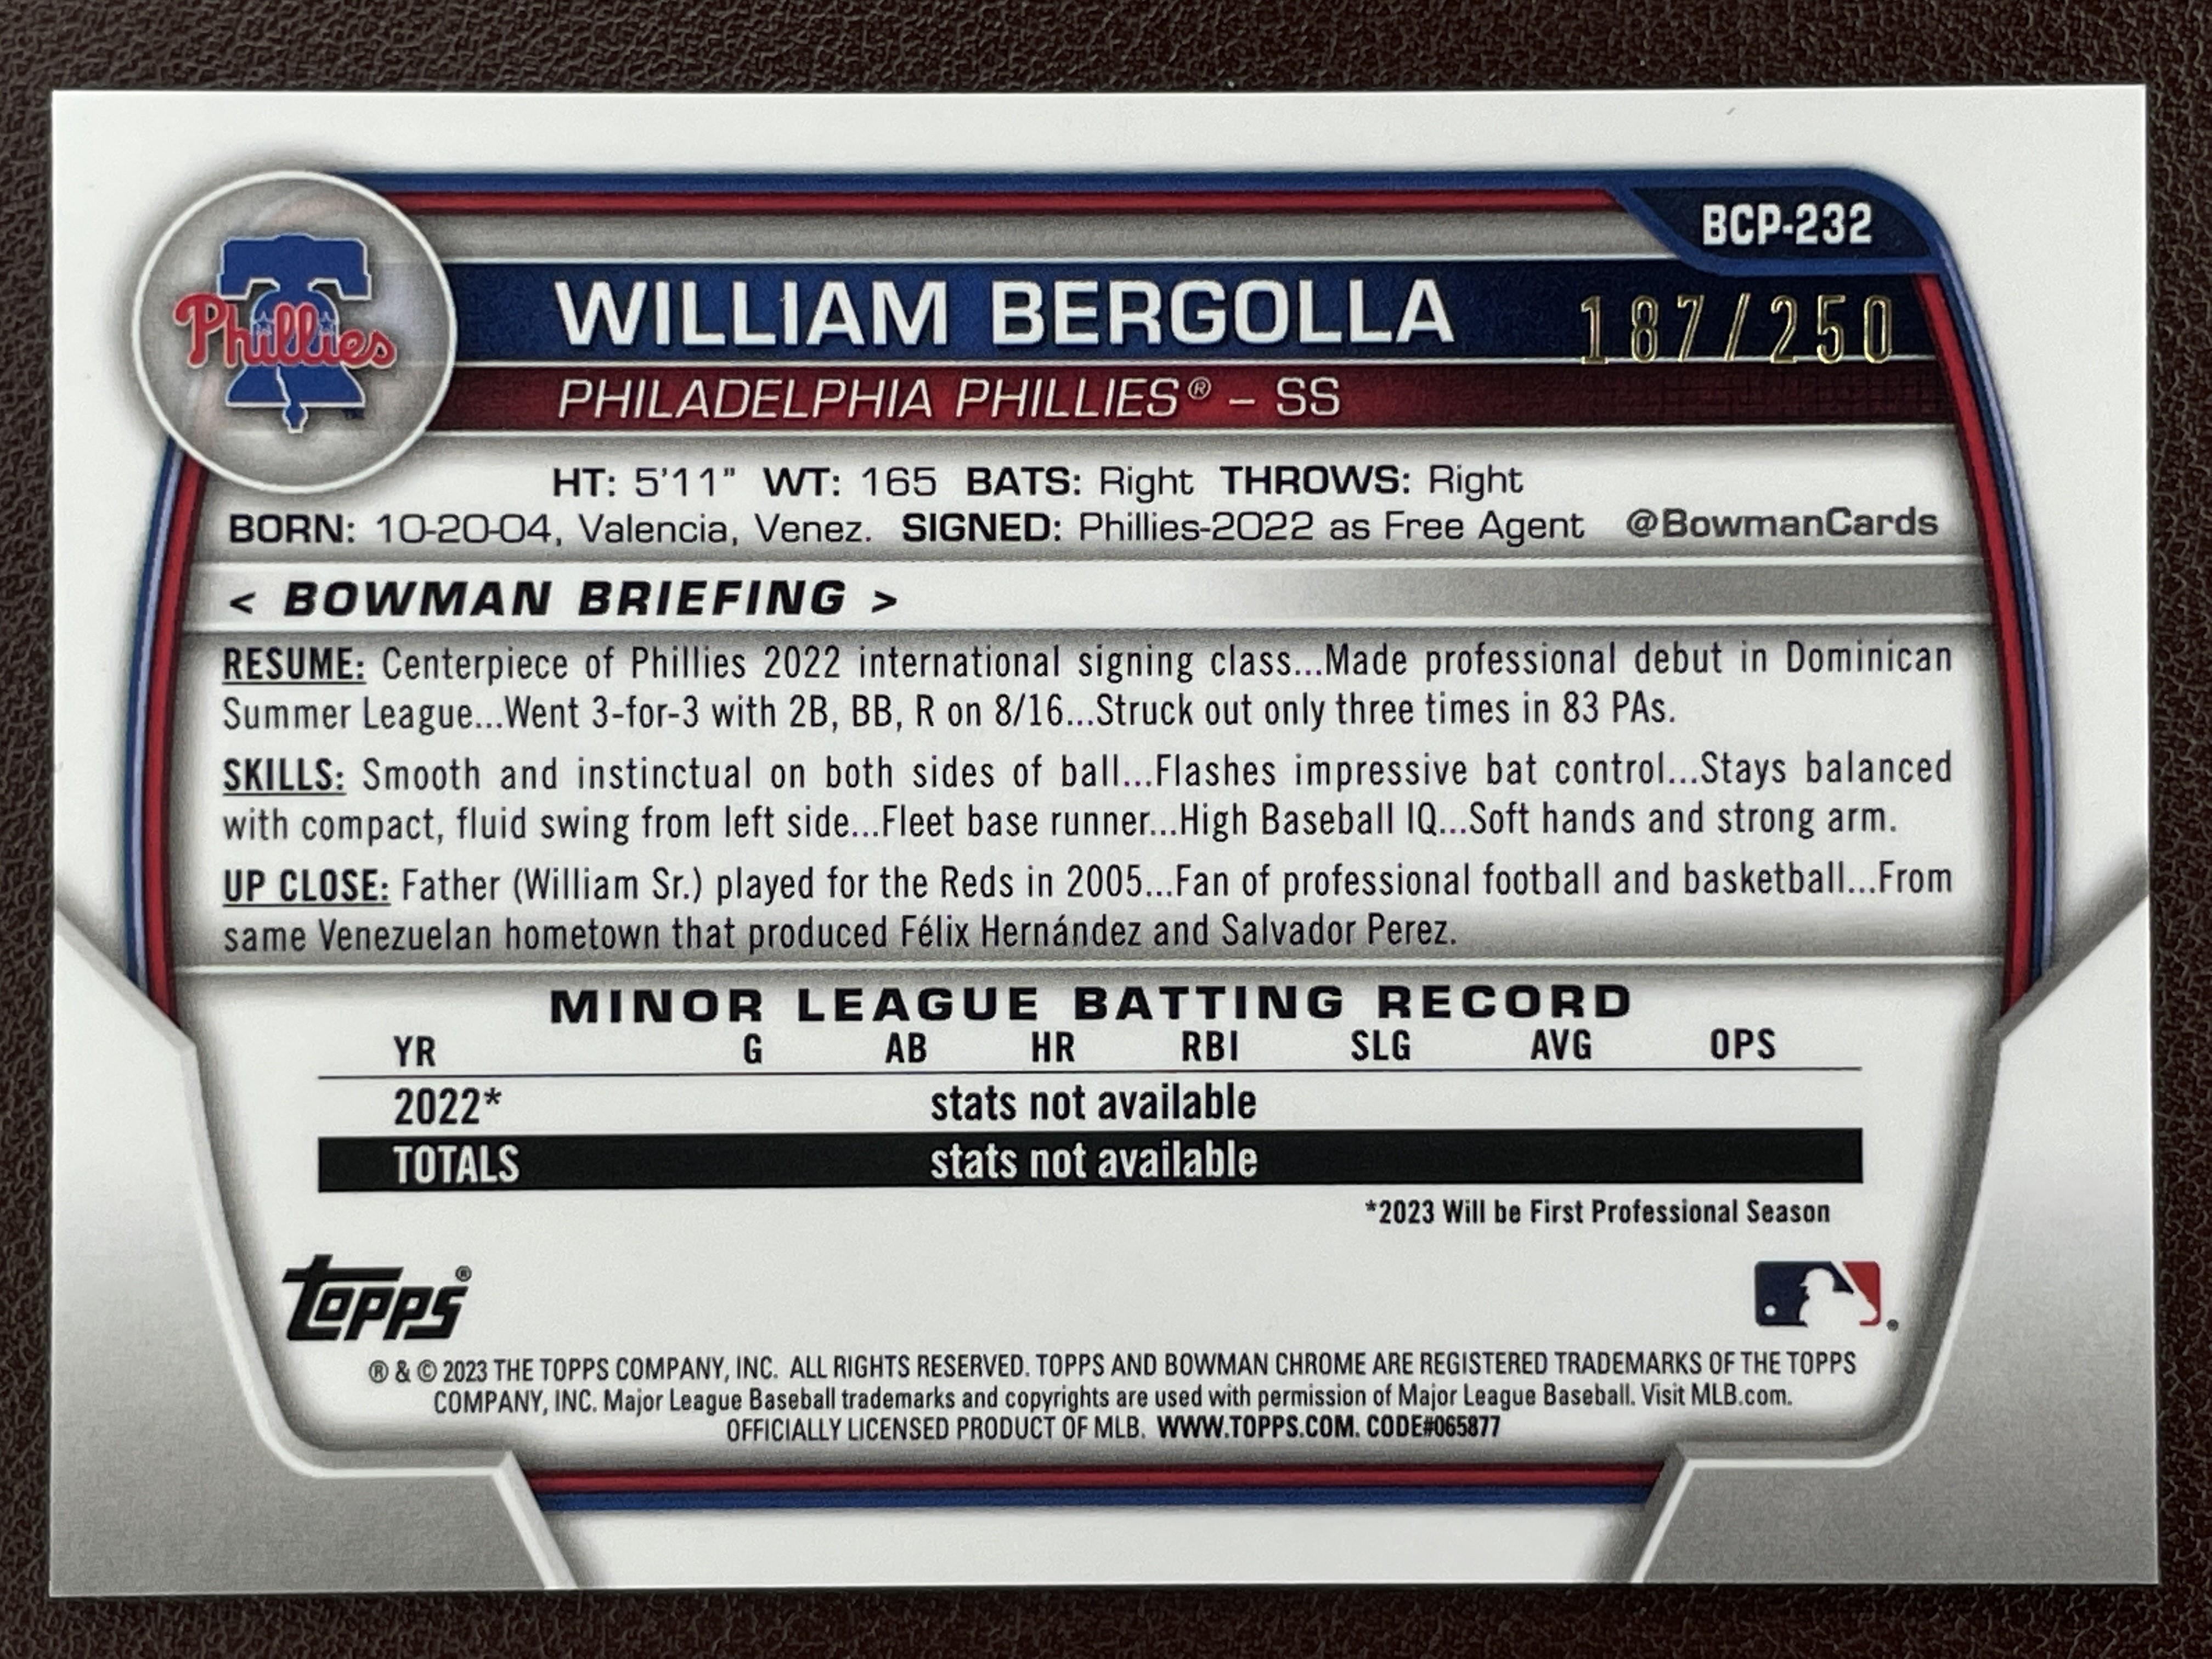 BCP-232
Phillies
WILLIAM BERGOLLA
187/250
PHILADELPHIA PHILLIES® – SS
HT: 5'11" WT: 165 BATS: Right THROWS: Right
BORN: 10-20-04, Valencia, Venez. SIGNED: Phillies-2022 as Free Agent @BowmanCards
< BOWMAN BRIEFING >
RESUME: Centerpiece of Phillies 2022 international signing class...Made professional debut in Dominican
Summer League...Went 3-for-3 with 2B, BB, R on 8/16...Struck out only three times in 83 PAs.
SKILLS: Smooth and instinctual on both sides of ball...Flashes impressive bat control...Stays balanced
with compact, fluid swing from left side...Fleet base runner...High Baseball IQ...Soft hands and strong arm.
UP CLOSE: Father (William Sr.) played for the Reds in 2005...Fan of professional football and basketball...From
same Venezuelan hometown that produced Félix Hernández and Salvador Perez.
MINOR LEAGUE BATTING RECORD
YR G AB HR RBI SLG AVG OPS
2022* stats not available
TOTALS stats not available
*2023 Will be First Professional Season
Topps®
® & © 2023 THE TOPPS COMPANY, INC. ALL RIGHTS RESERVED. TOPPS AND BOWMAN CHROME ARE REGISTERED TRADEMARKS OF THE TOPPS
COMPANY, INC. Major League Baseball trademarks and copyrights are used with permission of Major League Baseball. Visit MLB.com.
OFFICIALLY LICENSED PRODUCT OF MLB. WWW.TOPPS.COM. CODE#065877